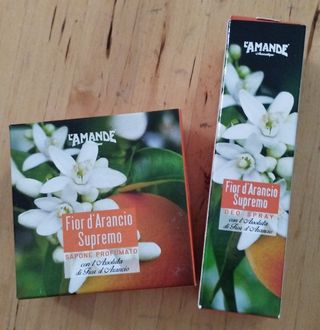 L'AMANDE
Fior d'Arancio
Supremo
SAPONE PROFUMATO
con l'Assoluta
di Fior d'Arancio
L'AMANDE
Fior d'Arancio
Supremo
DEO SPRAY
con l'Assoluta
di Fior d'Arancio